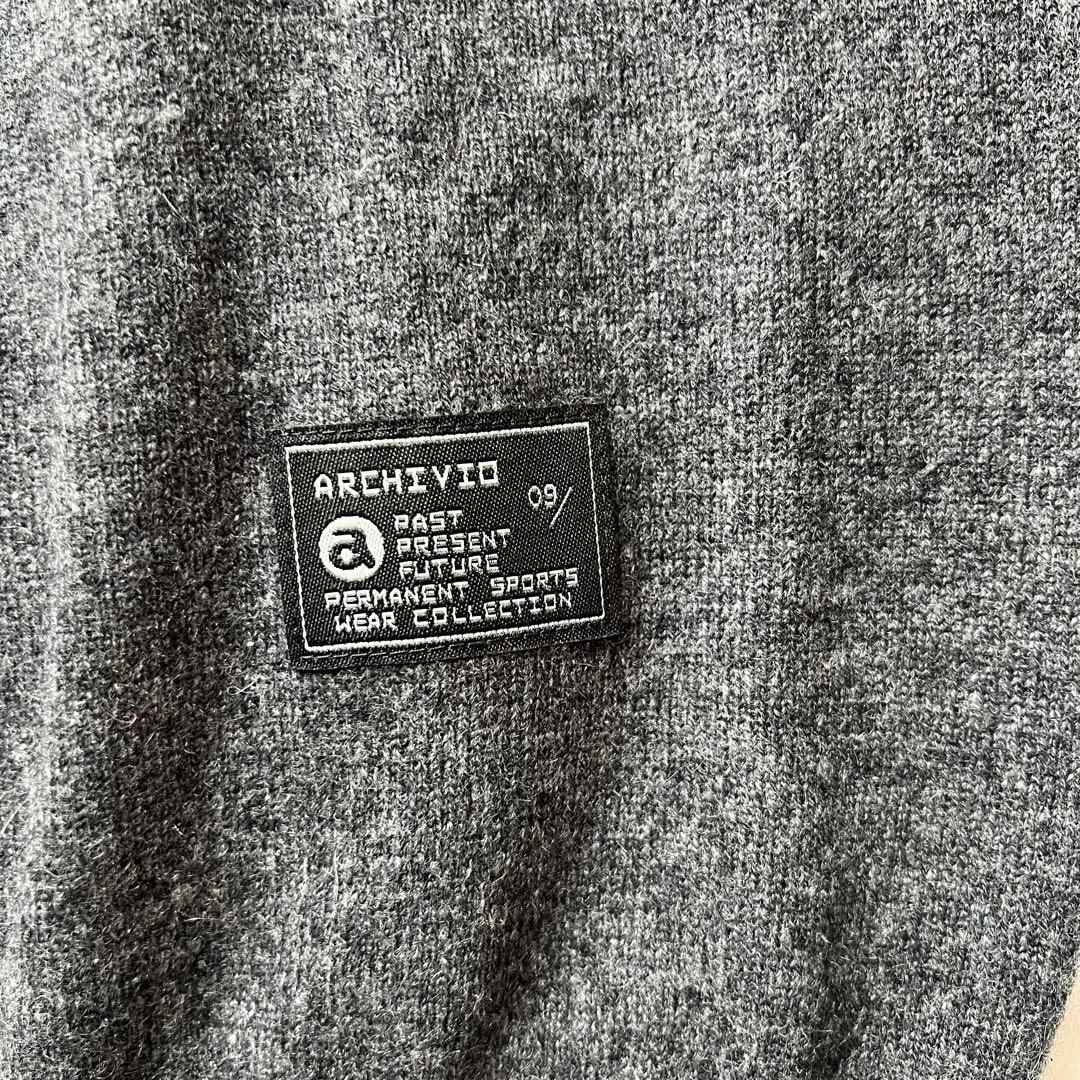 ARCHIVIO
09/
a
PAST
PRESENT
FUTURE
PERMANENT SPORTS
WEAR COLLECTION